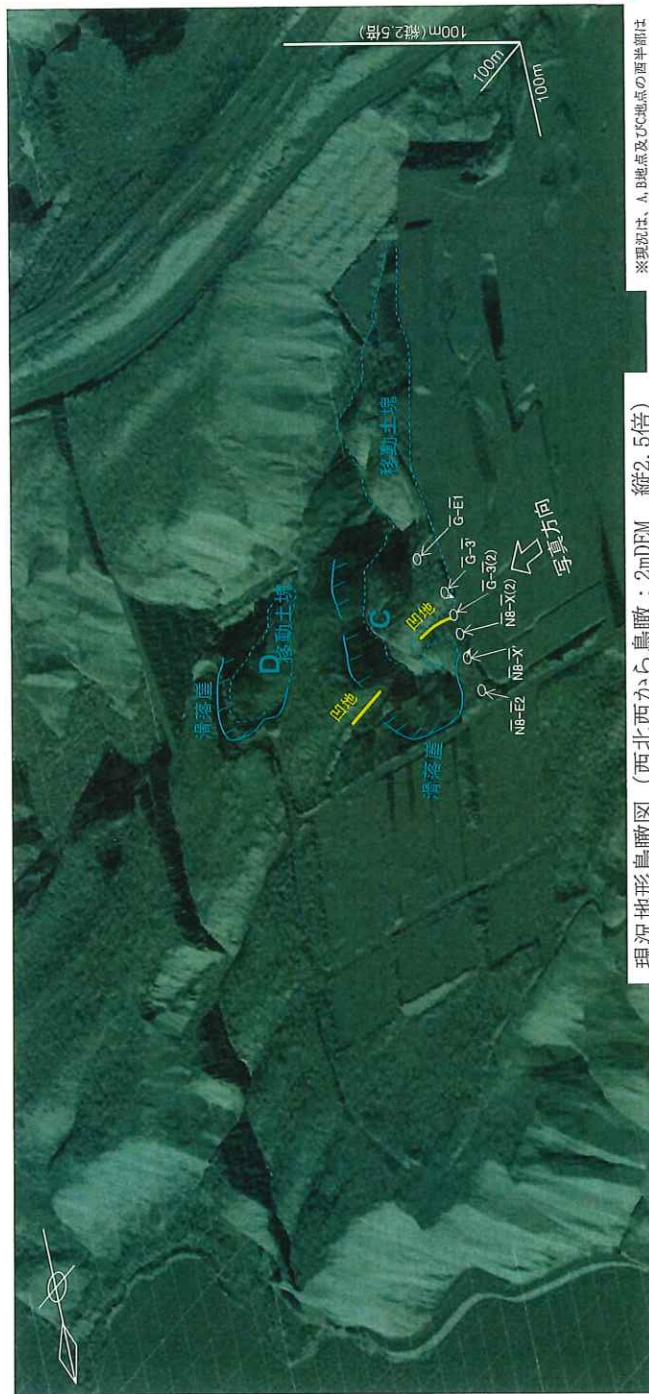 100m(縦2.5倍)
100m
100m
滑落崖
D
移動土塊
移動土塊
C
凹地
凹地
滑落崖
G-E1
G-3'
G-3(2)
N8-X(2)
N8-X
N8-E2
写真方向
現況地形鳥瞰図(西北西から鳥瞰:2mDEM 縦2.5倍)
※現況は、A,B地点及びC地点の西半部は